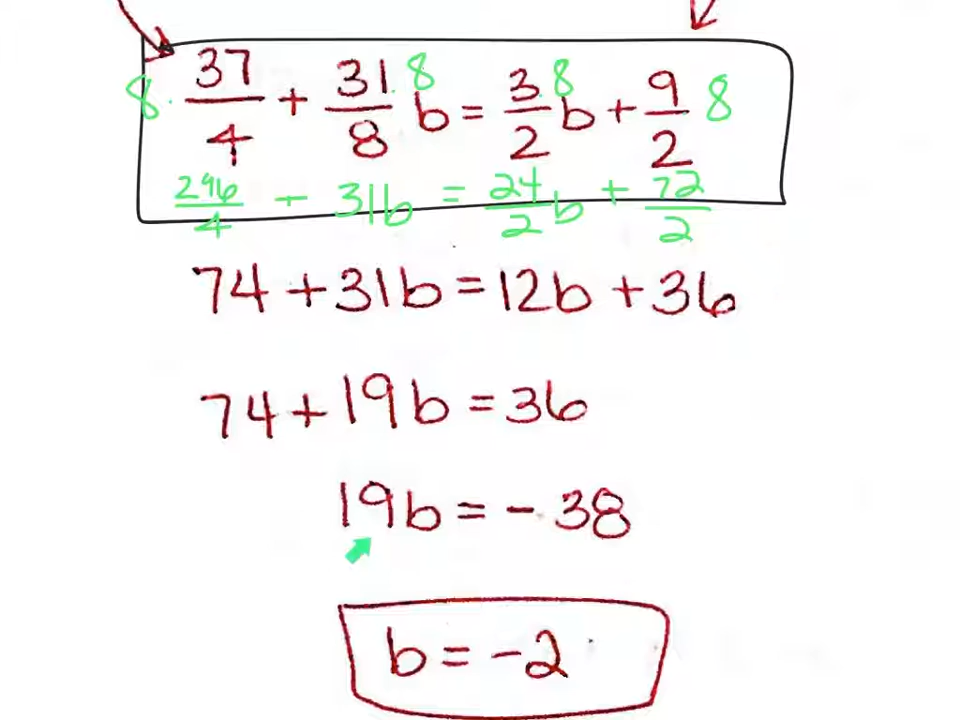 8 · 37/4 + 31/8 · 8 b = 3/2 · 8 b + 9/2 8
296/4 + 31b = 24/2 b + 72/2
74 + 31b = 12b + 36
74 + 19b = 36
19b = - 38
b = -2